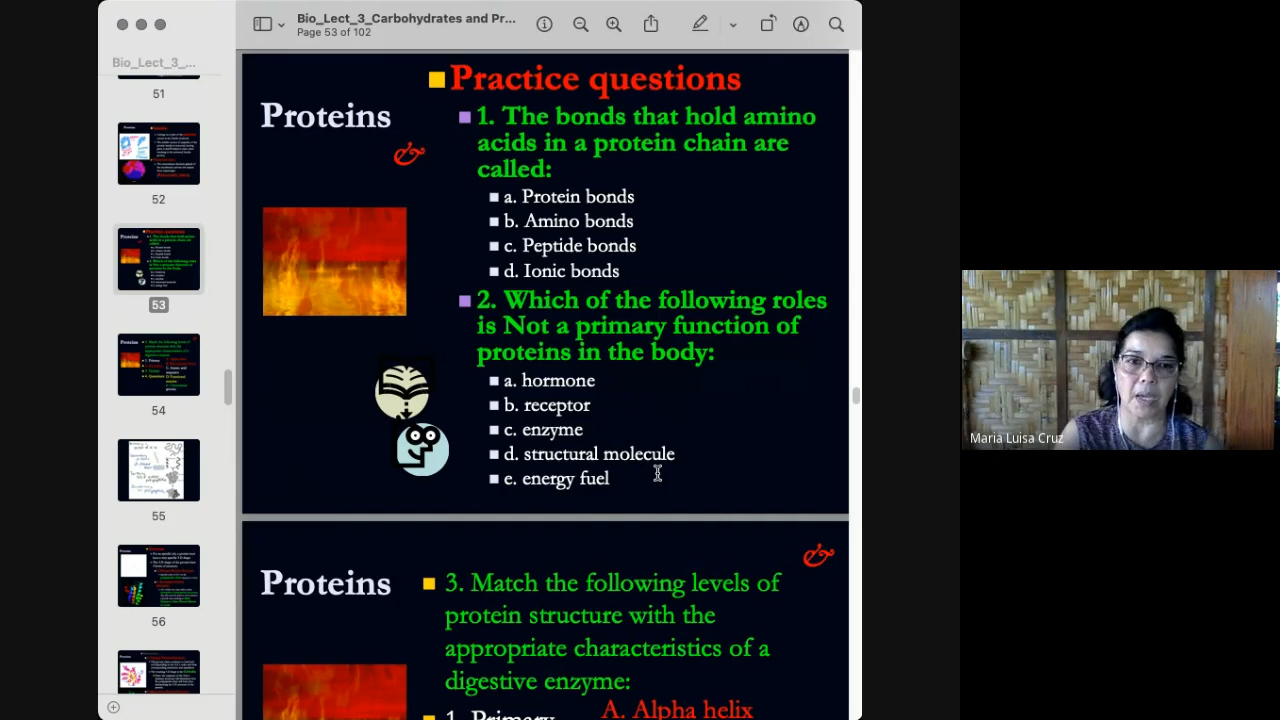 Bio_Lect_3_Carbohydrates and Pr...
Page 53 of 102
Bio_Lect_3_...
51
52
53
54
55
56
Proteins
Practice questions
1. The bonds that hold amino
acids in a protein chain are
called:
a. Protein bonds
b. Amino bonds
c. Peptide bonds
d. Ionic bonds
2. Which of the following roles
is Not a primary function of
proteins in the body:
a. hormone
b. receptor
c. enzyme
d. structural molecule
e. energy fuel
Proteins
3. Match the following levels of
protein structure with the
appropriate characteristics of a
digestive enzyme:
1. Primary
A. Alpha helix
Maria Luisa Cruz